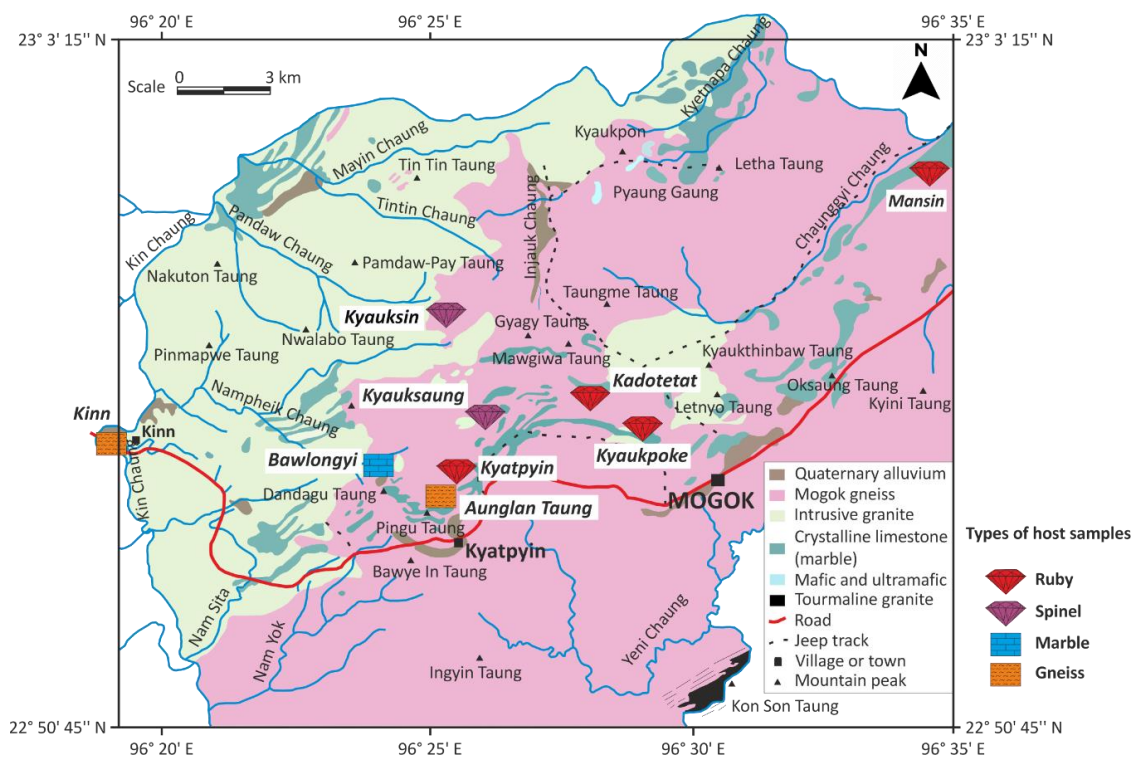 96° 20' E
96° 25' E
96° 35' E
23° 3' 15'' N
23° 3' 15'' N
Scale
0
3 km
N
Kyetnapa Chaung
Mayin Chaung
Kyaukpon
Tin Tin Taung
Letha Taung
Chaunggyi Chaung
Pyaung Gaung
Mansin
Tintin Chaung
Injauk Chaung
Pandaw Chaung
Kin Chaung
Pamdaw-Pay Taung
Nakuton Taung
Taungme Taung
Kyauksin
Gyagy Taung
Nwalabo Taung
Pinmapwe Taung
Mawgiwa Taung
Kyaukthinbaw Taung
Kadotetat
Oksaung Taung
Nampheik Chaung
Kyauksaung
Letnyo Taung
Kyini Taung
Kinn
Kinn
Bawlongyi
Kyaukpoke
Kyatpyin
Kin Chaung
Dandagu Taung
Aunglan Taung
MOGOK
Pingu Taung
Kyatpyin
Bawye In Taung
Nam Sita
Nam Yok
Yeni Chaung
Ingyin Taung
Kon Son Taung
Quaternary alluvium
Mogok gneiss
Intrusive granite
Crystalline limestone
(marble)
Mafic and ultramafic
Tourmaline granite
Road
Jeep track
Village or town
Mountain peak
Types of host samples
Ruby
Spinel
Marble
Gneiss
22° 50' 45'' N
22° 50' 45'' N
96° 20' E
96° 25' E
96° 30' E
96° 35' E